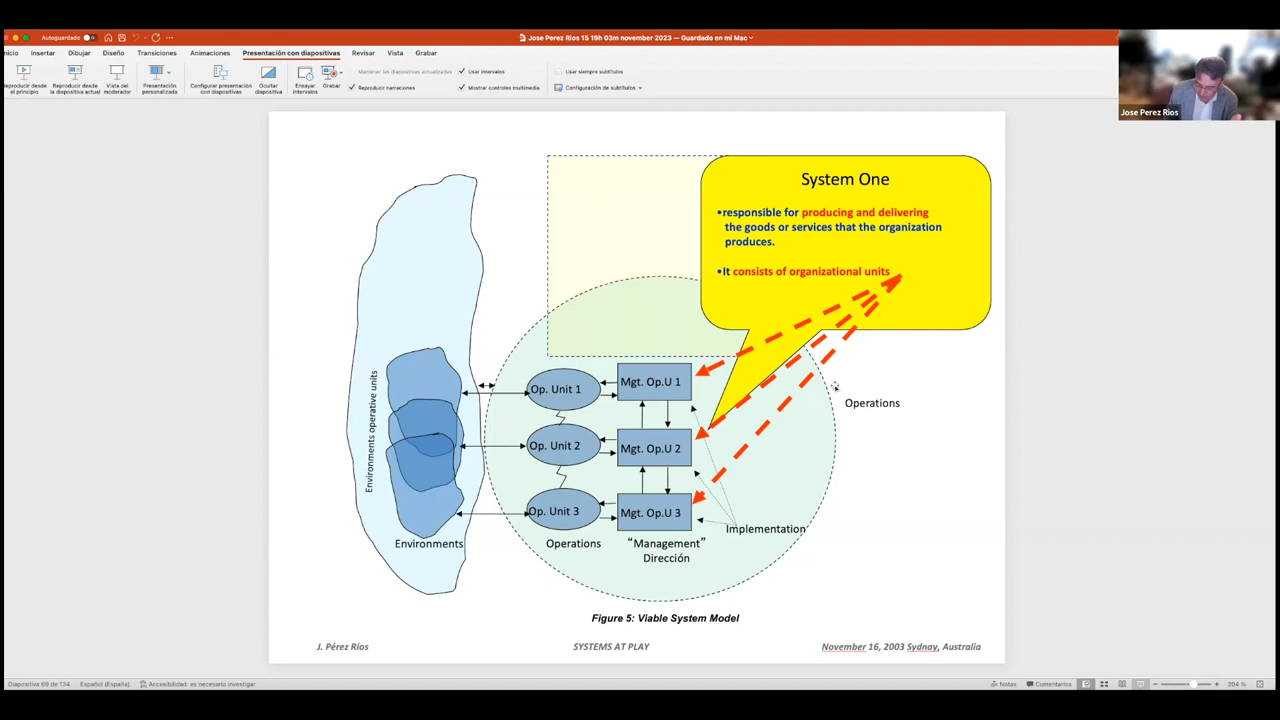 Autoguardado
Jose Perez Rios 15 19h 03m november 2023 — Guardado en mi Mac
Insertar Dibujar Diseño Transiciones Animaciones Presentación con diapositivas Revisar Vista Grabar
Reproducir desde el principio
Reproducir desde la diapositiva actual
Vista del moderador
Presentación personalizada
Configurar presentación con diapositivas
Ocultar diapositiva
Ensayar intervalos
Grabar
Mantener las diapositivas actualizadas
Reproducir narraciones
Usar intervalos
Mostrar controles multimedia
Usar siempre subtítulos
Configuración de subtítulos
Jose Perez Rios
System One
•responsible for producing and delivering
the goods or services that the organization
produces.
•It consists of organizational units
Environments operative units
Op. Unit 1
Mgt. Op.U 1
Operations
Op. Unit 2
Mgt. Op.U 2
Op. Unit 3
Mgt. Op.U 3
Implementation
Environments
Operations
“Management”
Dirección
Figure 5: Viable System Model
J. Pérez Ríos
SYSTEMS AT PLAY
November 16, 2003 Sydnay, Australia
Diapositiva 69 de 134
Español (España)
Accesibilidad: es necesario investigar
Notas
Comentarios
204 %